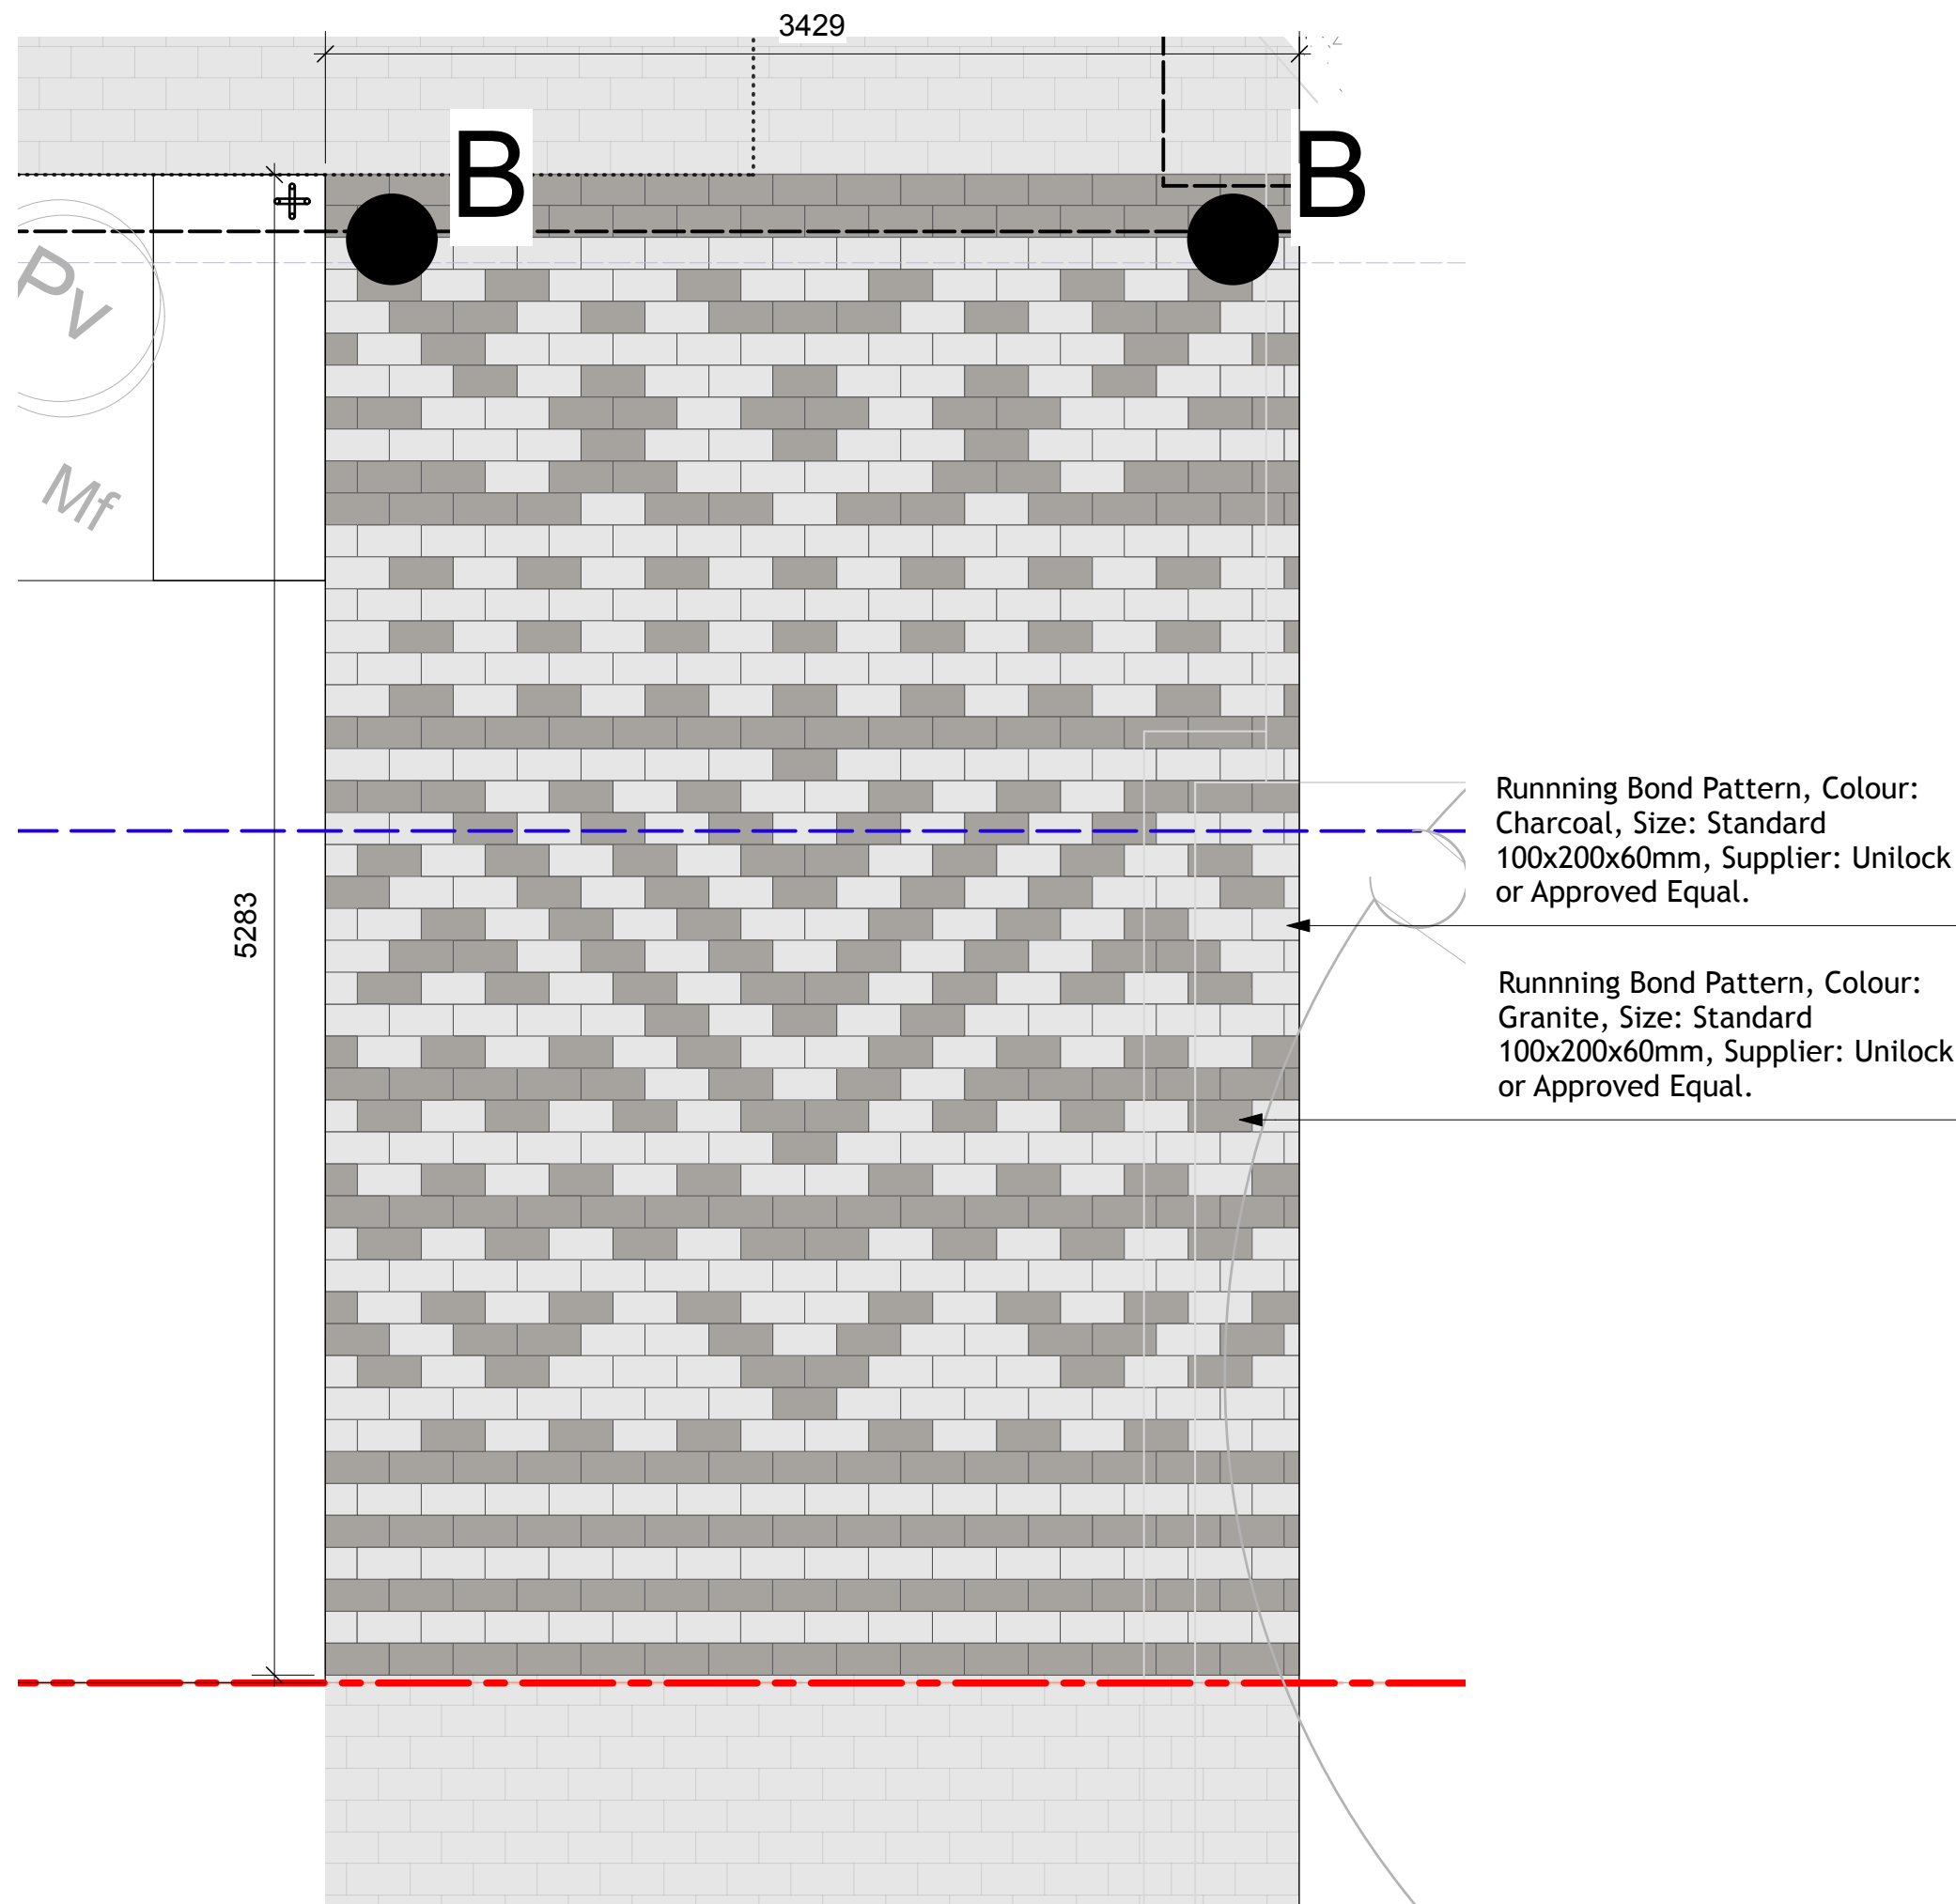 3429
B
B
Pv
Mf
5283
Runnning Bond Pattern, Colour:
Charcoal, Size: Standard
100x200x60mm, Supplier: Unilock
or Approved Equal.
Runnning Bond Pattern, Colour:
Granite, Size: Standard
100x200x60mm, Supplier: Unilock
or Approved Equal.